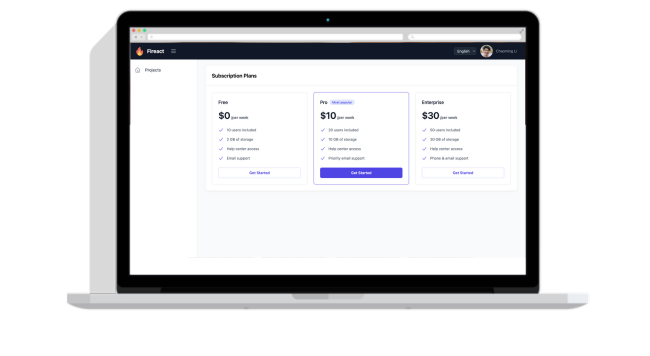 Fireact
English
Chaoming Li
Projects
Subscription Plans
Free
$0 /per week
10 users included
2 GB of storage
Help center access
Email support
Get Started
Pro Most popular
$10 /per week
20 users included
10 GB of storage
Help center access
Priority email support
Get Started
Enterprise
$30 /per week
50 users included
30 GB of storage
Help center access
Phone & email support
Get Started